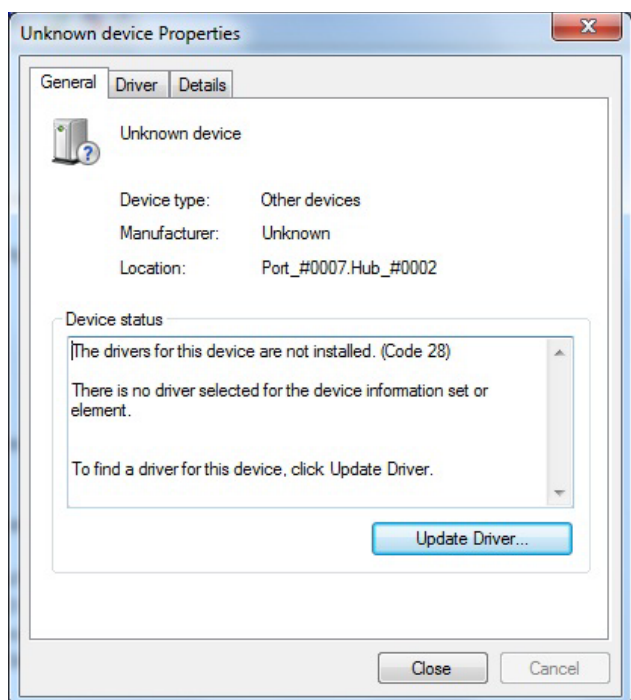 Unknown device Properties
General Driver Details
Unknown device
Device type: Other devices
Manufacturer: Unknown
Location: Port_#0007.Hub_#0002
Device status
The drivers for this device are not installed. (Code 28)
There is no driver selected for the device information set or
element.
To find a driver for this device, click Update Driver.
Update Driver...
Close Cancel